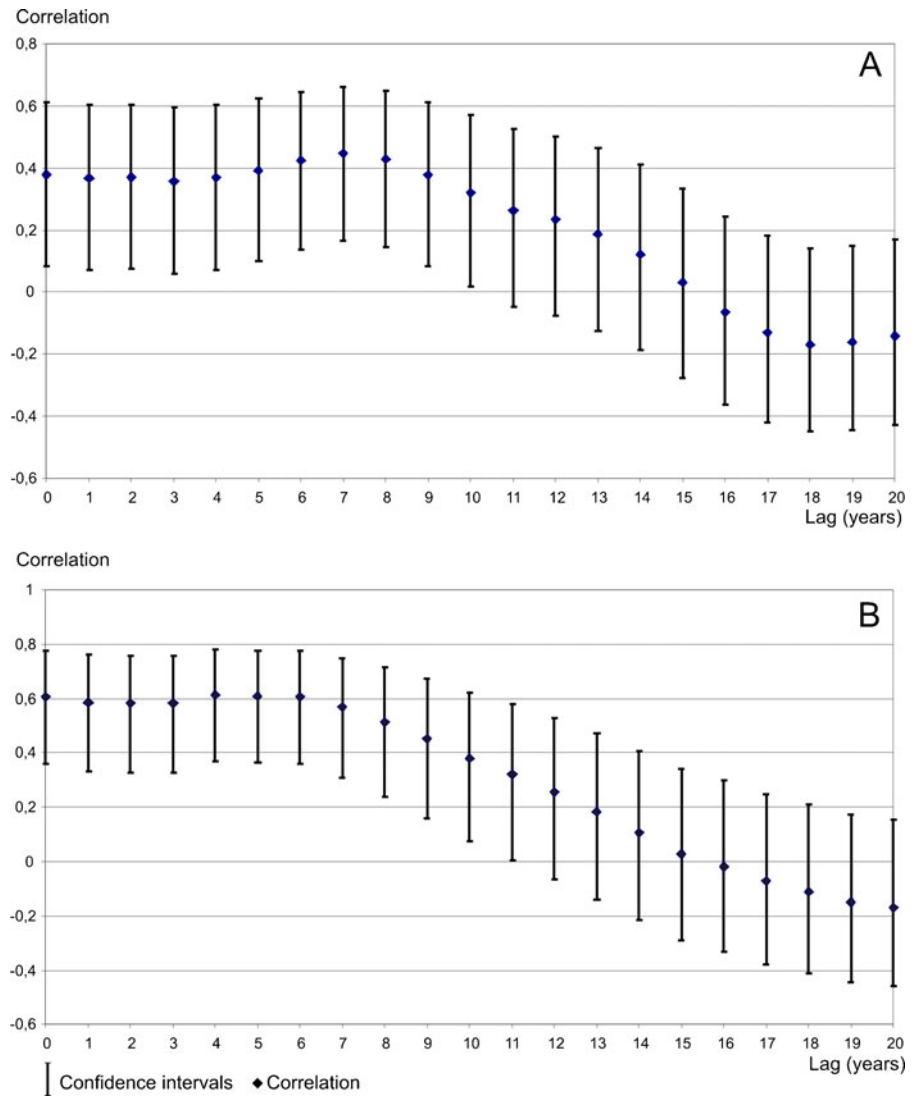 Correlation
0,8
A
0,6
0,4
0,2
0
-0,2
-0,4
-0,6
0 1 2 3 4 5 6 7 8 9 10 11 12 13 14 15 16 17 18 19 20
Lag (years)
Correlation
1
B
0,8
0,6
0,4
0,2
0
-0,2
-0,4
-0,6
0 1 2 3 4 5 6 7 8 9 10 11 12 13 14 15 16 17 18 19 20
Lag (years)
Confidence intervals Correlation